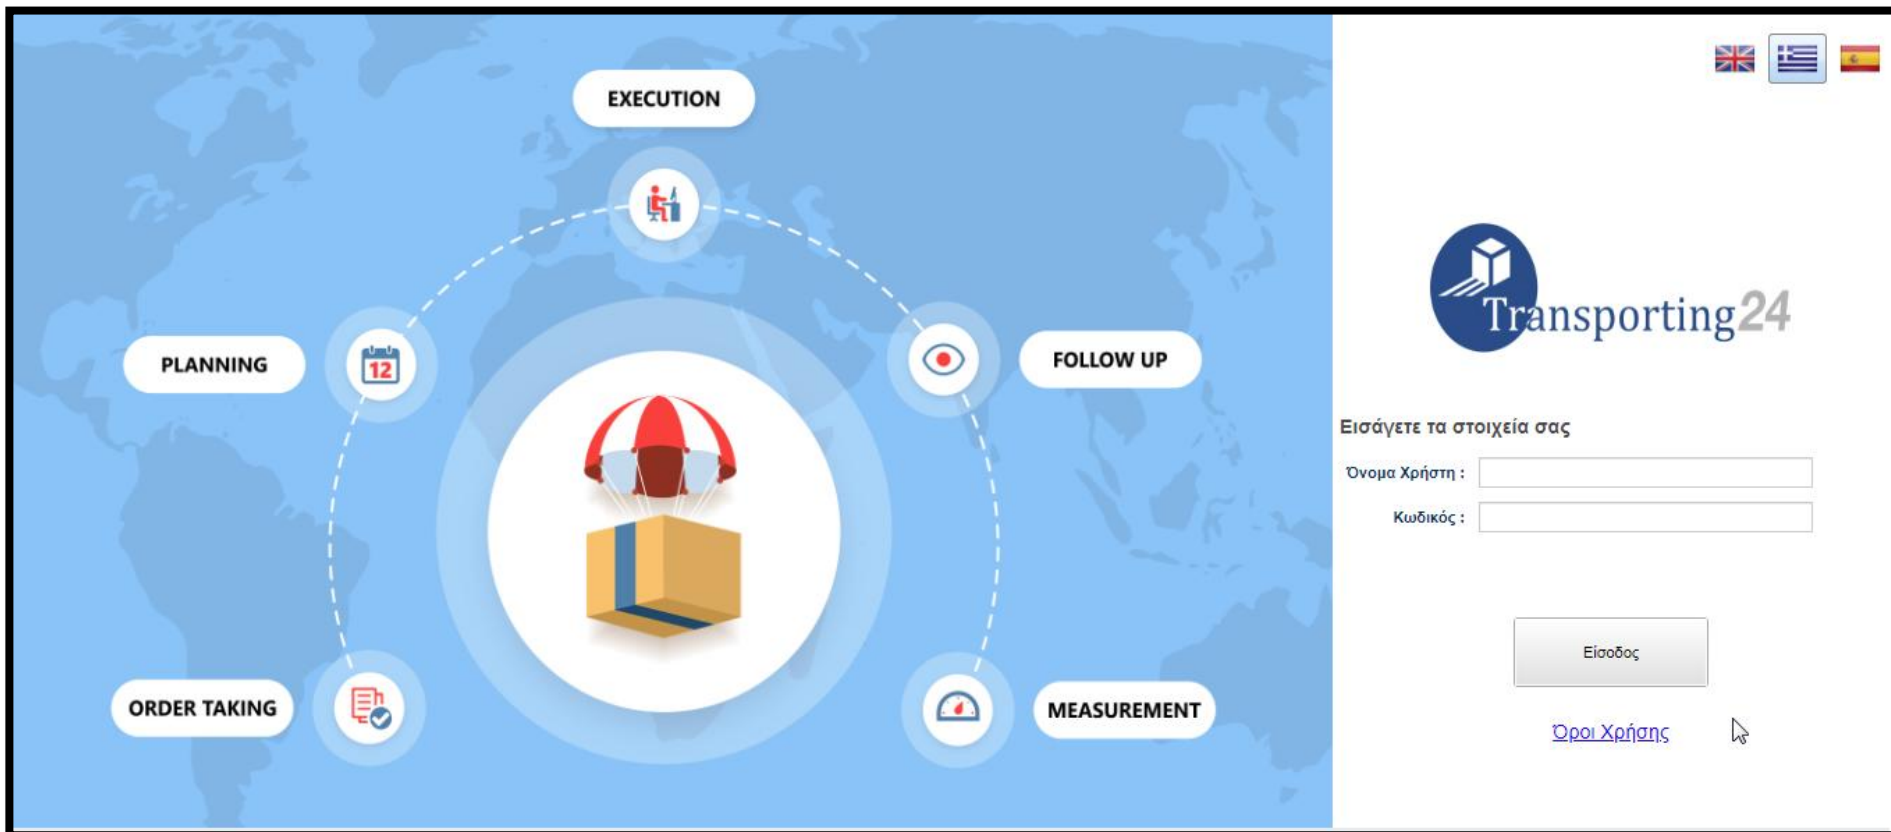 EXECUTION
PLANNING
12
FOLLOW UP
ORDER TAKING
MEASUREMENT
Transporting24
Εισάγετε τα στοιχεία σας
Όνομα Χρήστη :
Κωδικός :
Είσοδος
Όροι Χρήσης